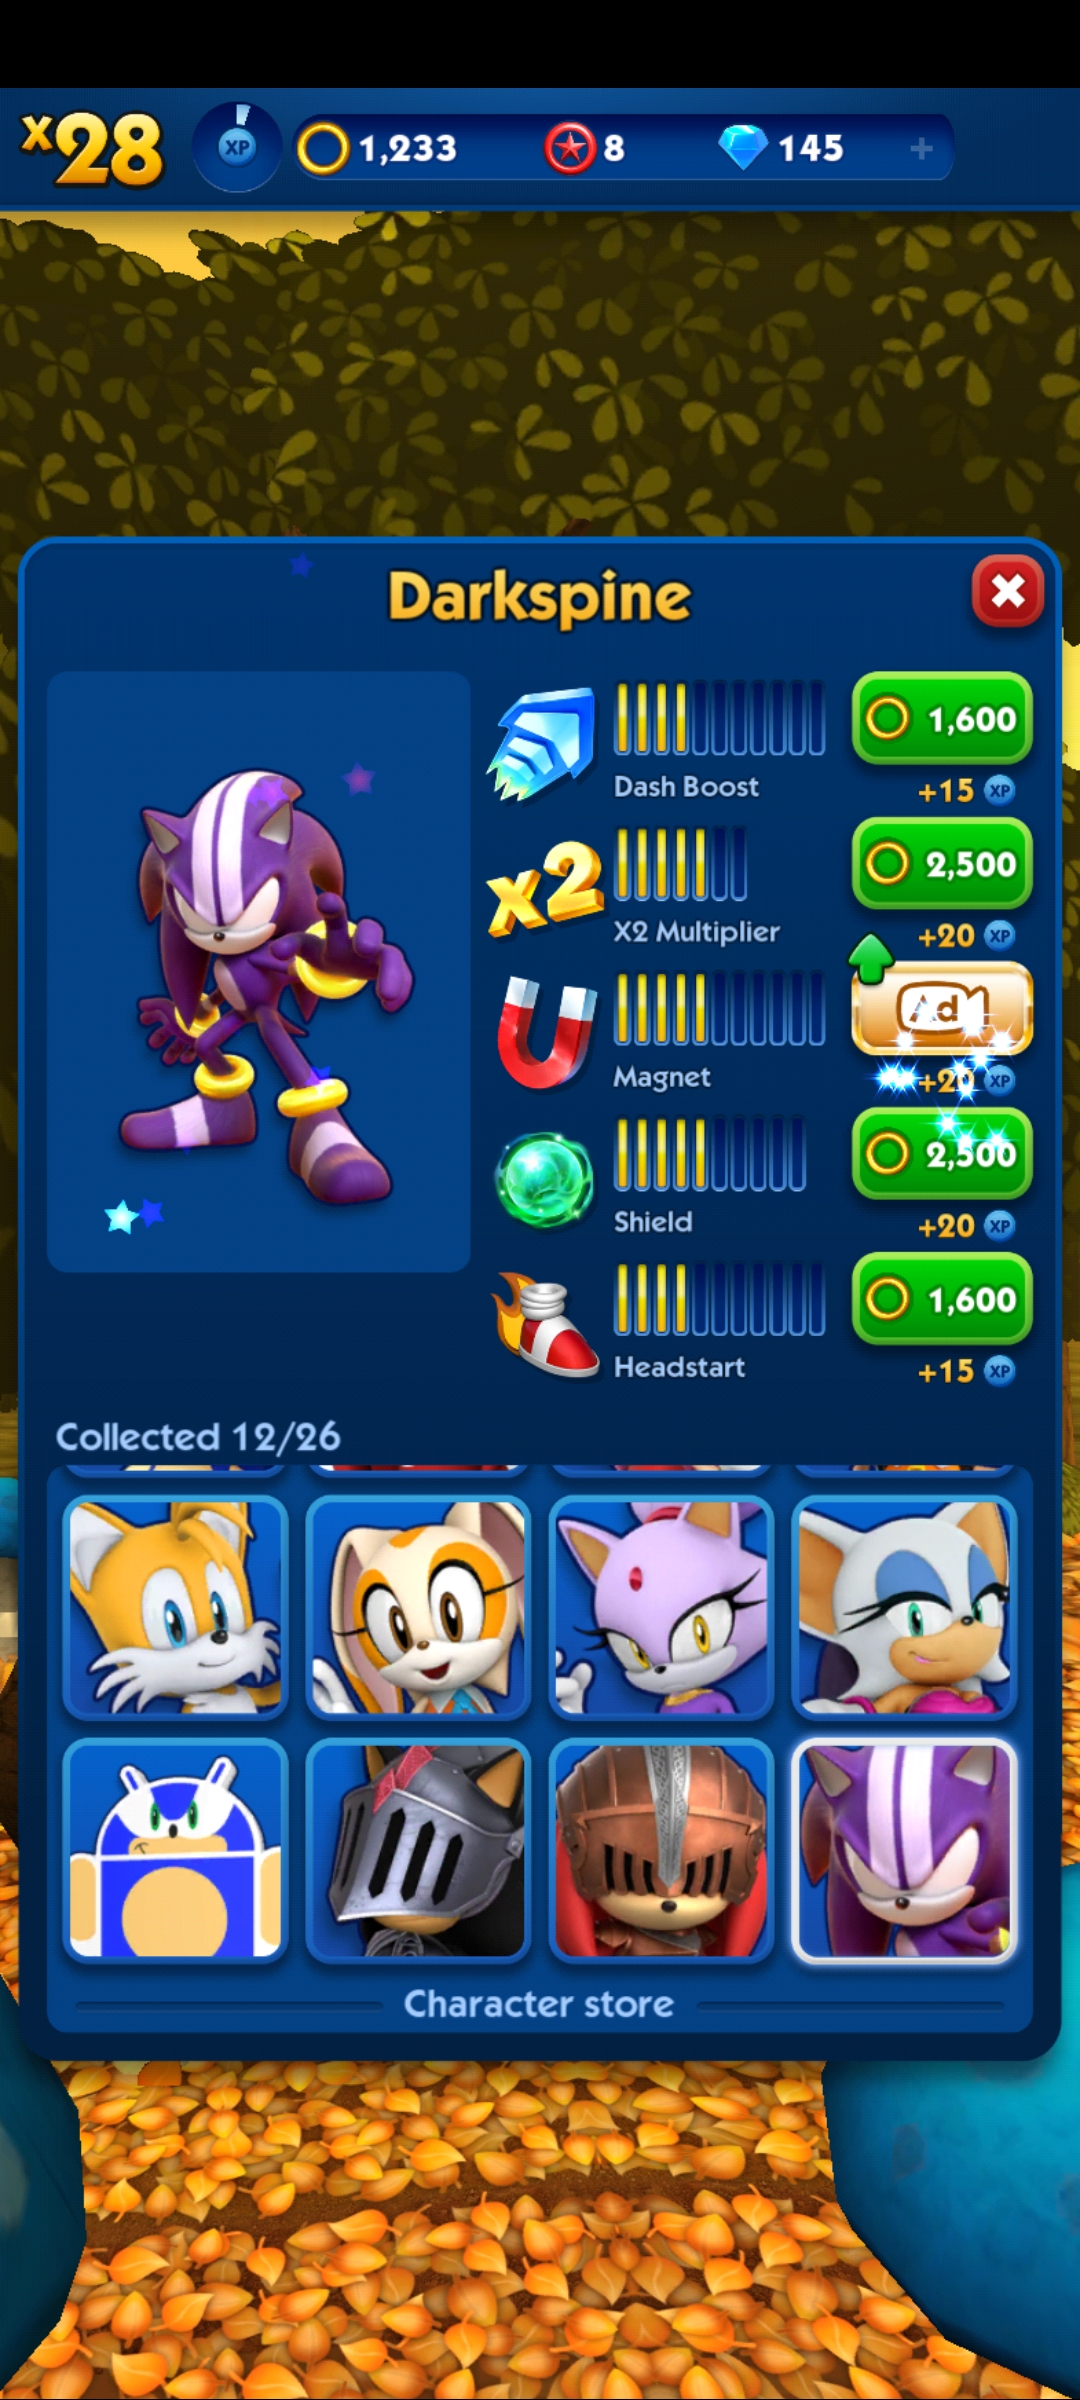 x28
XP
1,233
8
145
+
Darkspine
1,600
Dash Boost
+15 XP
x2
2,500
X2 Multiplier
+20 XP
Ad
Magnet
+20 XP
2,500
Shield
+20 XP
1,600
Headstart
+15 XP
Collected 12/26
Character store